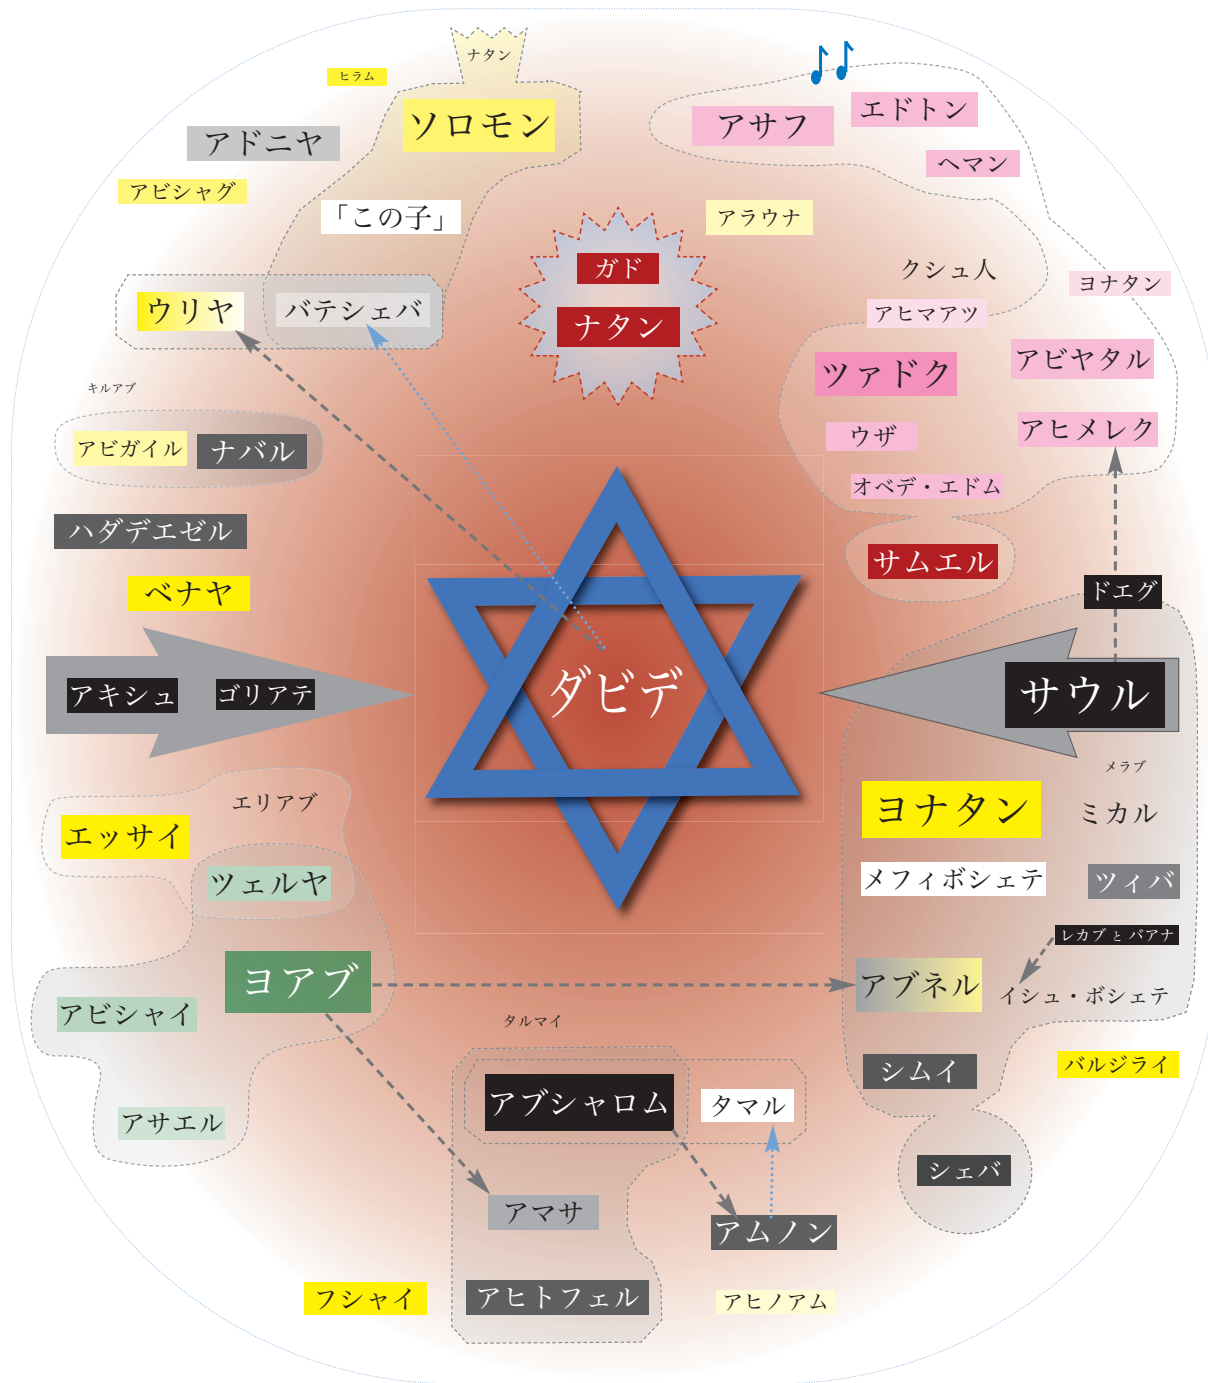 ナタン
ヒラム
ソロモン
アドニヤ
アビシャグ
「この子」
ウリヤ
バテシェバ
アサフ
エドトン
ヘマン
アラウナ
ガド
ナタン
クシュ人
ヨナタン
アヒマアツ
ツァドク
アビヤタル
ウザ
アヒメレク
オベデ・エドム
サムエル
キルアブ
アビガイル
ナバル
ハダデエゼル
ベナヤ
アキシュ
ゴリアテ
ダビデ
ドエグ
サウル
メラブ
ヨナタン
ミカル
メフィボシェテ
ツィバ
レカブ と バアナ
アブネル
イシュ・ボシェテ
シムイ
バルジライ
シェバ
エリアブ
エッサイ
ツェルヤ
ヨアブ
アビシャイ
アサエル
タルマイ
アブシャロム
タマル
アマサ
アムノン
フシャイ
アヒトフェル
アヒノアム